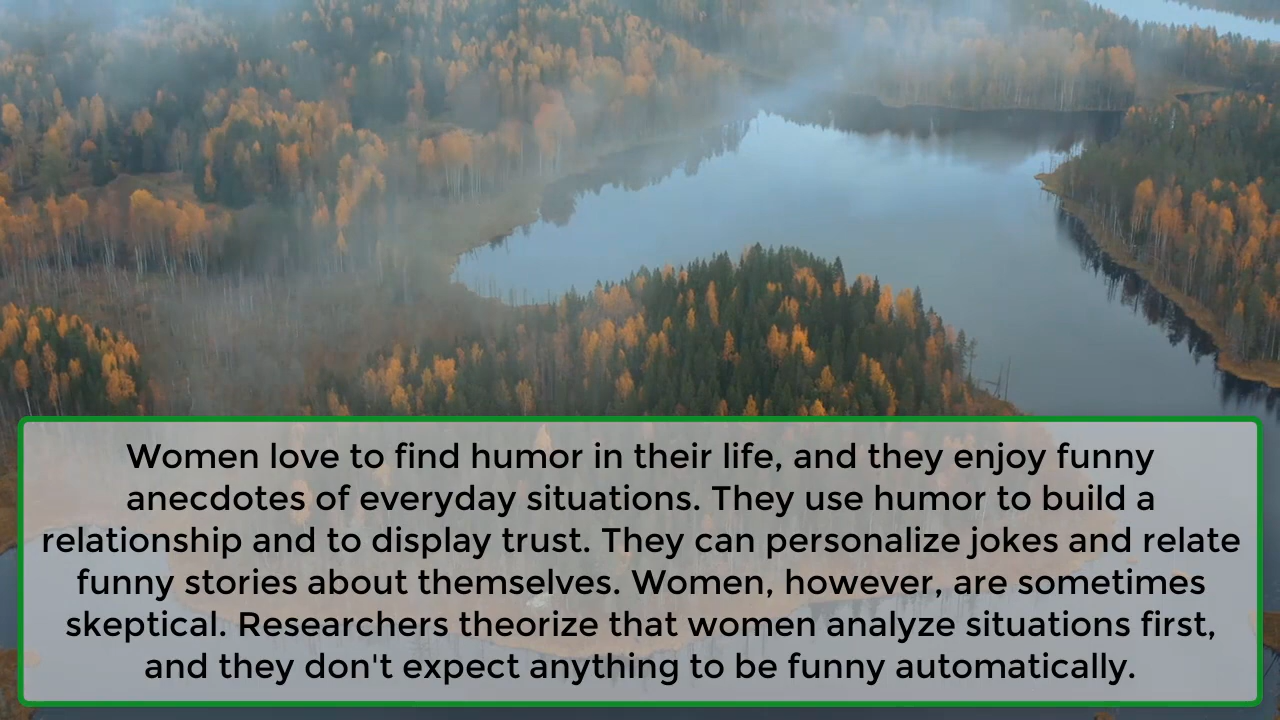 Women love to find humor in their life, and they enjoy funny
anecdotes of everyday situations. They use humor to build a
relationship and to display trust. They can personalize jokes and relate
funny stories about themselves. Women, however, are sometimes
skeptical. Researchers theorize that women analyze situations first,
and they don't expect anything to be funny automatically.